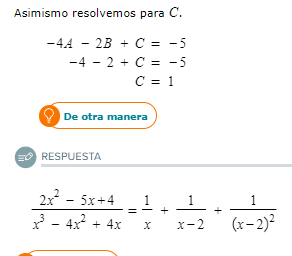 Asimismo resolvemos para C.
−4A − 2B + C = −5
−4 − 2 + C = −5
C = 1
De otra manera
RESPUESTA
2x² − 5x+4 / x³ − 4x² + 4x = 1/x + 1/x−2 + 1/(x−2)²